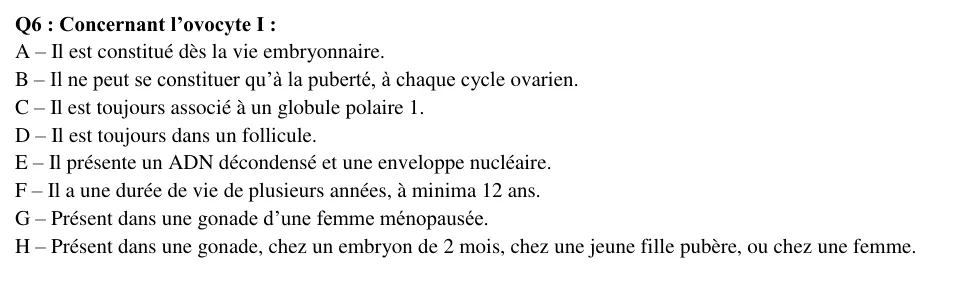 Q6 : Concernant l’ovocyte I :
A – Il est constitué dès la vie embryonnaire.
B – Il ne peut se constituer qu’à la puberté, à chaque cycle ovarien.
C – Il est toujours associé à un globule polaire 1.
D – Il est toujours dans un follicule.
E – Il présente un ADN décondensé et une enveloppe nucléaire.
F – Il a une durée de vie de plusieurs années, à minima 12 ans.
G – Présent dans une gonade d’une femme ménopausée.
H – Présent dans une gonade, chez un embryon de 2 mois, chez une jeune fille pubère, ou chez une femme.